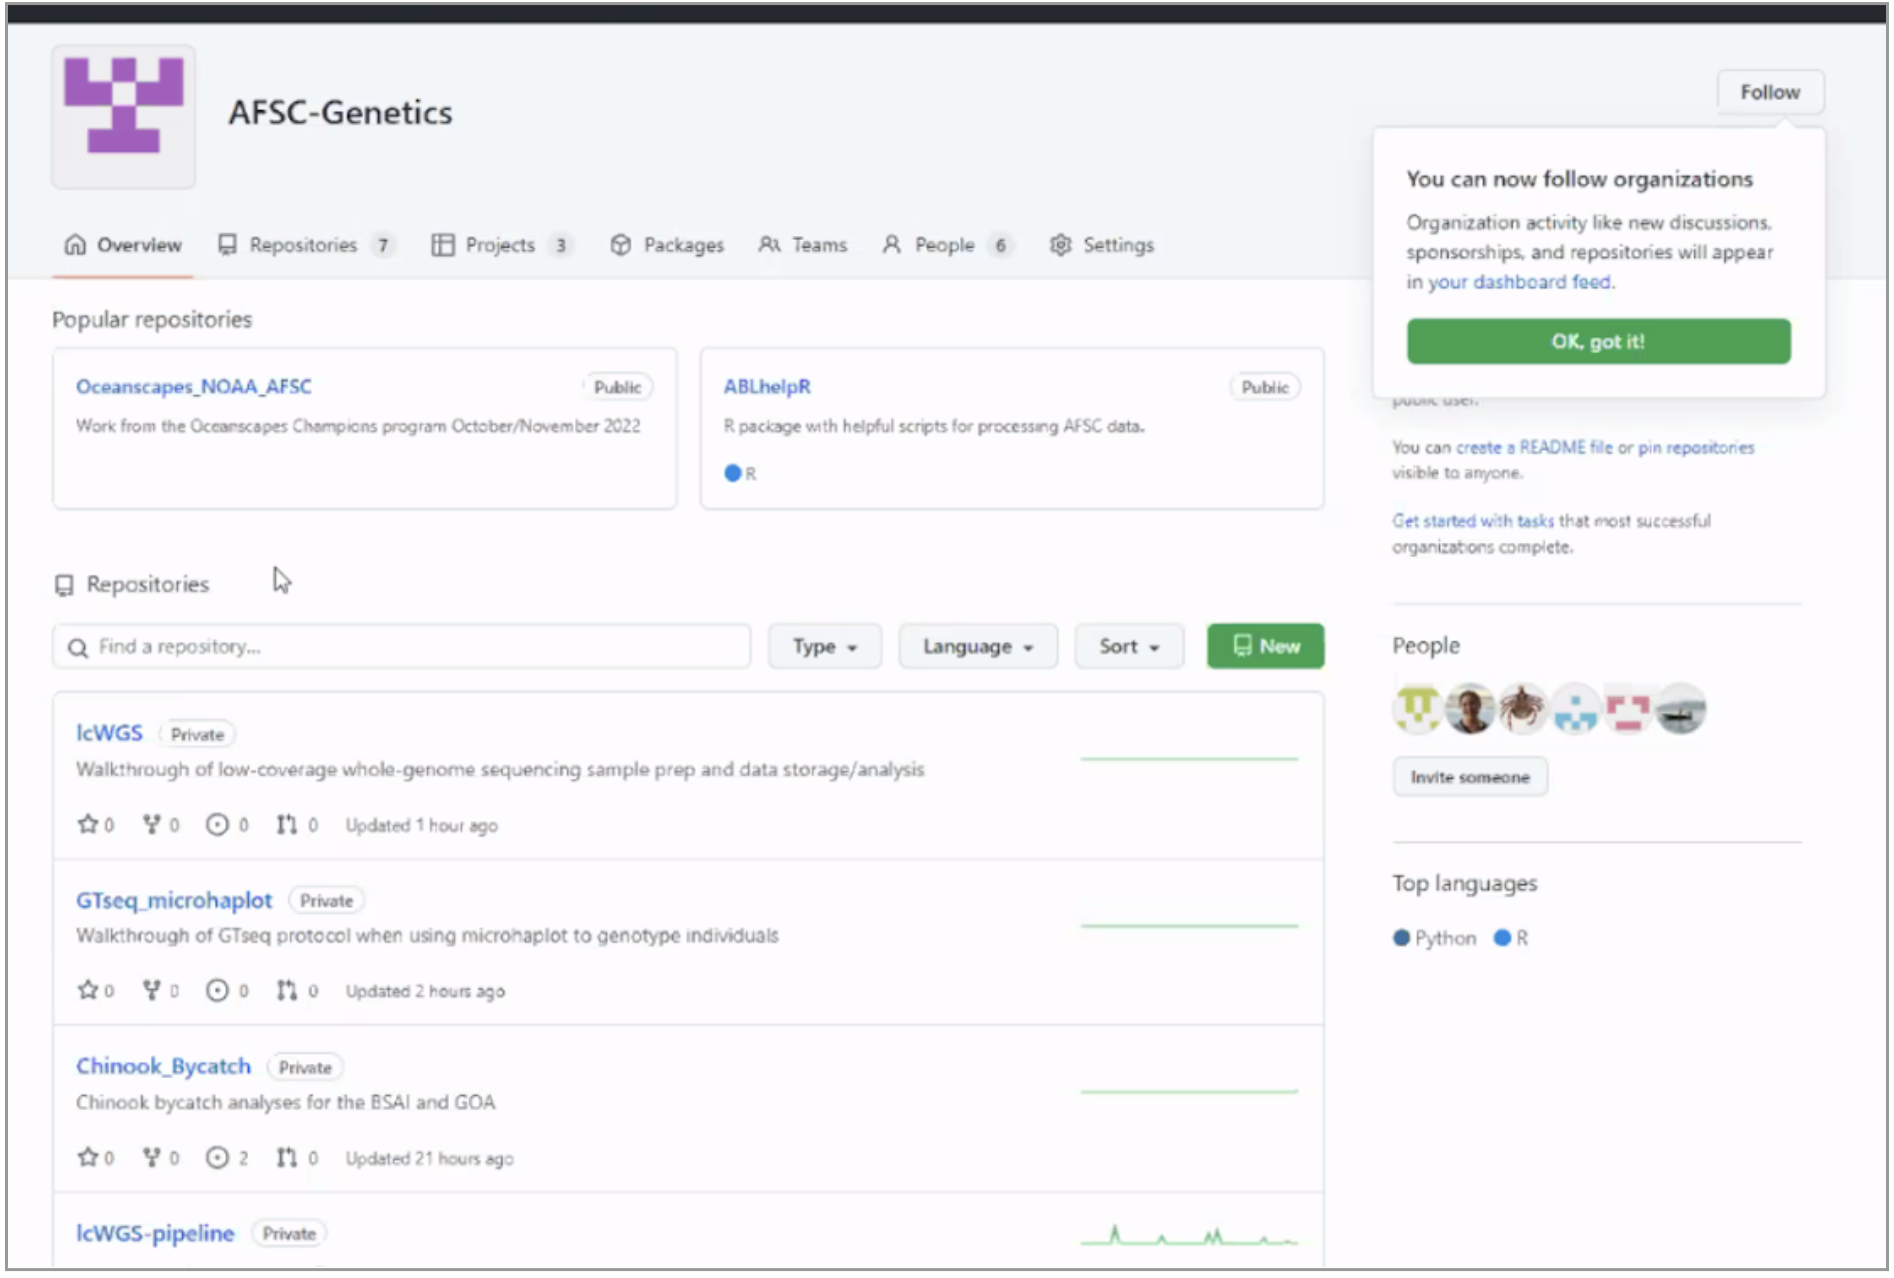 AFSC-Genetics
Follow
You can now follow organizations
Organization activity like new discussions,
sponsorships, and repositories will appear
in your dashboard feed.
OK, got it!
Overview
Repositories 7
Projects 3
Packages
Teams
People 6
Settings
Popular repositories
Oceanscapes_NOAA_AFSC Public
Work from the Oceanscapes Champions program October/November 2022
ABLhelpR Public
R package with helpful scripts for processing AFSC data.
R
public user.
You can create a README file or pin repositories
visible to anyone.
Get started with tasks that most successful
organizations complete.
Repositories
Find a repository...
Type
Language
Sort
New
lcWGS Private
Walkthrough of low-coverage whole-genome sequencing sample prep and data storage/analysis
0 0 0 0 Updated 1 hour ago
GTseq_microhaplot Private
Walkthrough of GTseq protocol when using microhaplot to genotype individuals
0 0 0 0 Updated 2 hours ago
Chinook_Bycatch Private
Chinook bycatch analyses for the BSAI and GOA
0 0 2 0 Updated 21 hours ago
lcWGS-pipeline Private
People
Invite someone
Top languages
Python R